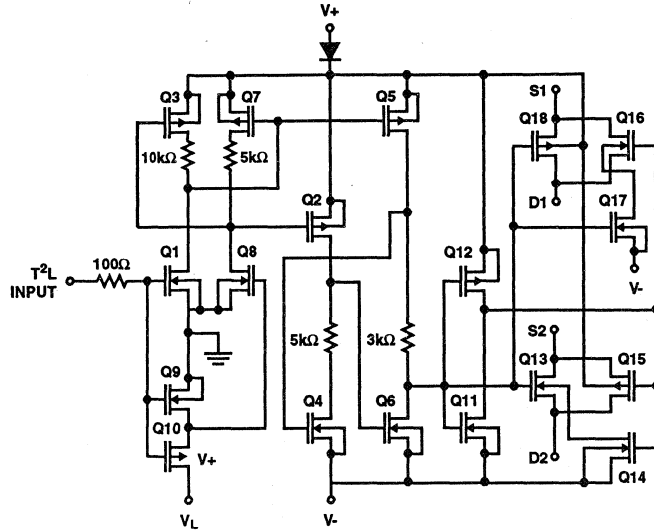 V+
Q3
Q7
Q5
S1
Q18
Q16
10kΩ
5kΩ
Q2
D1
Q17
Q1
Q8
Q12
T²L
INPUT
100Ω
V-
S2
5kΩ
3kΩ
Q13
Q15
Q9
Q4
Q6
Q11
Q10
V+
D2
Q14
VL
V-